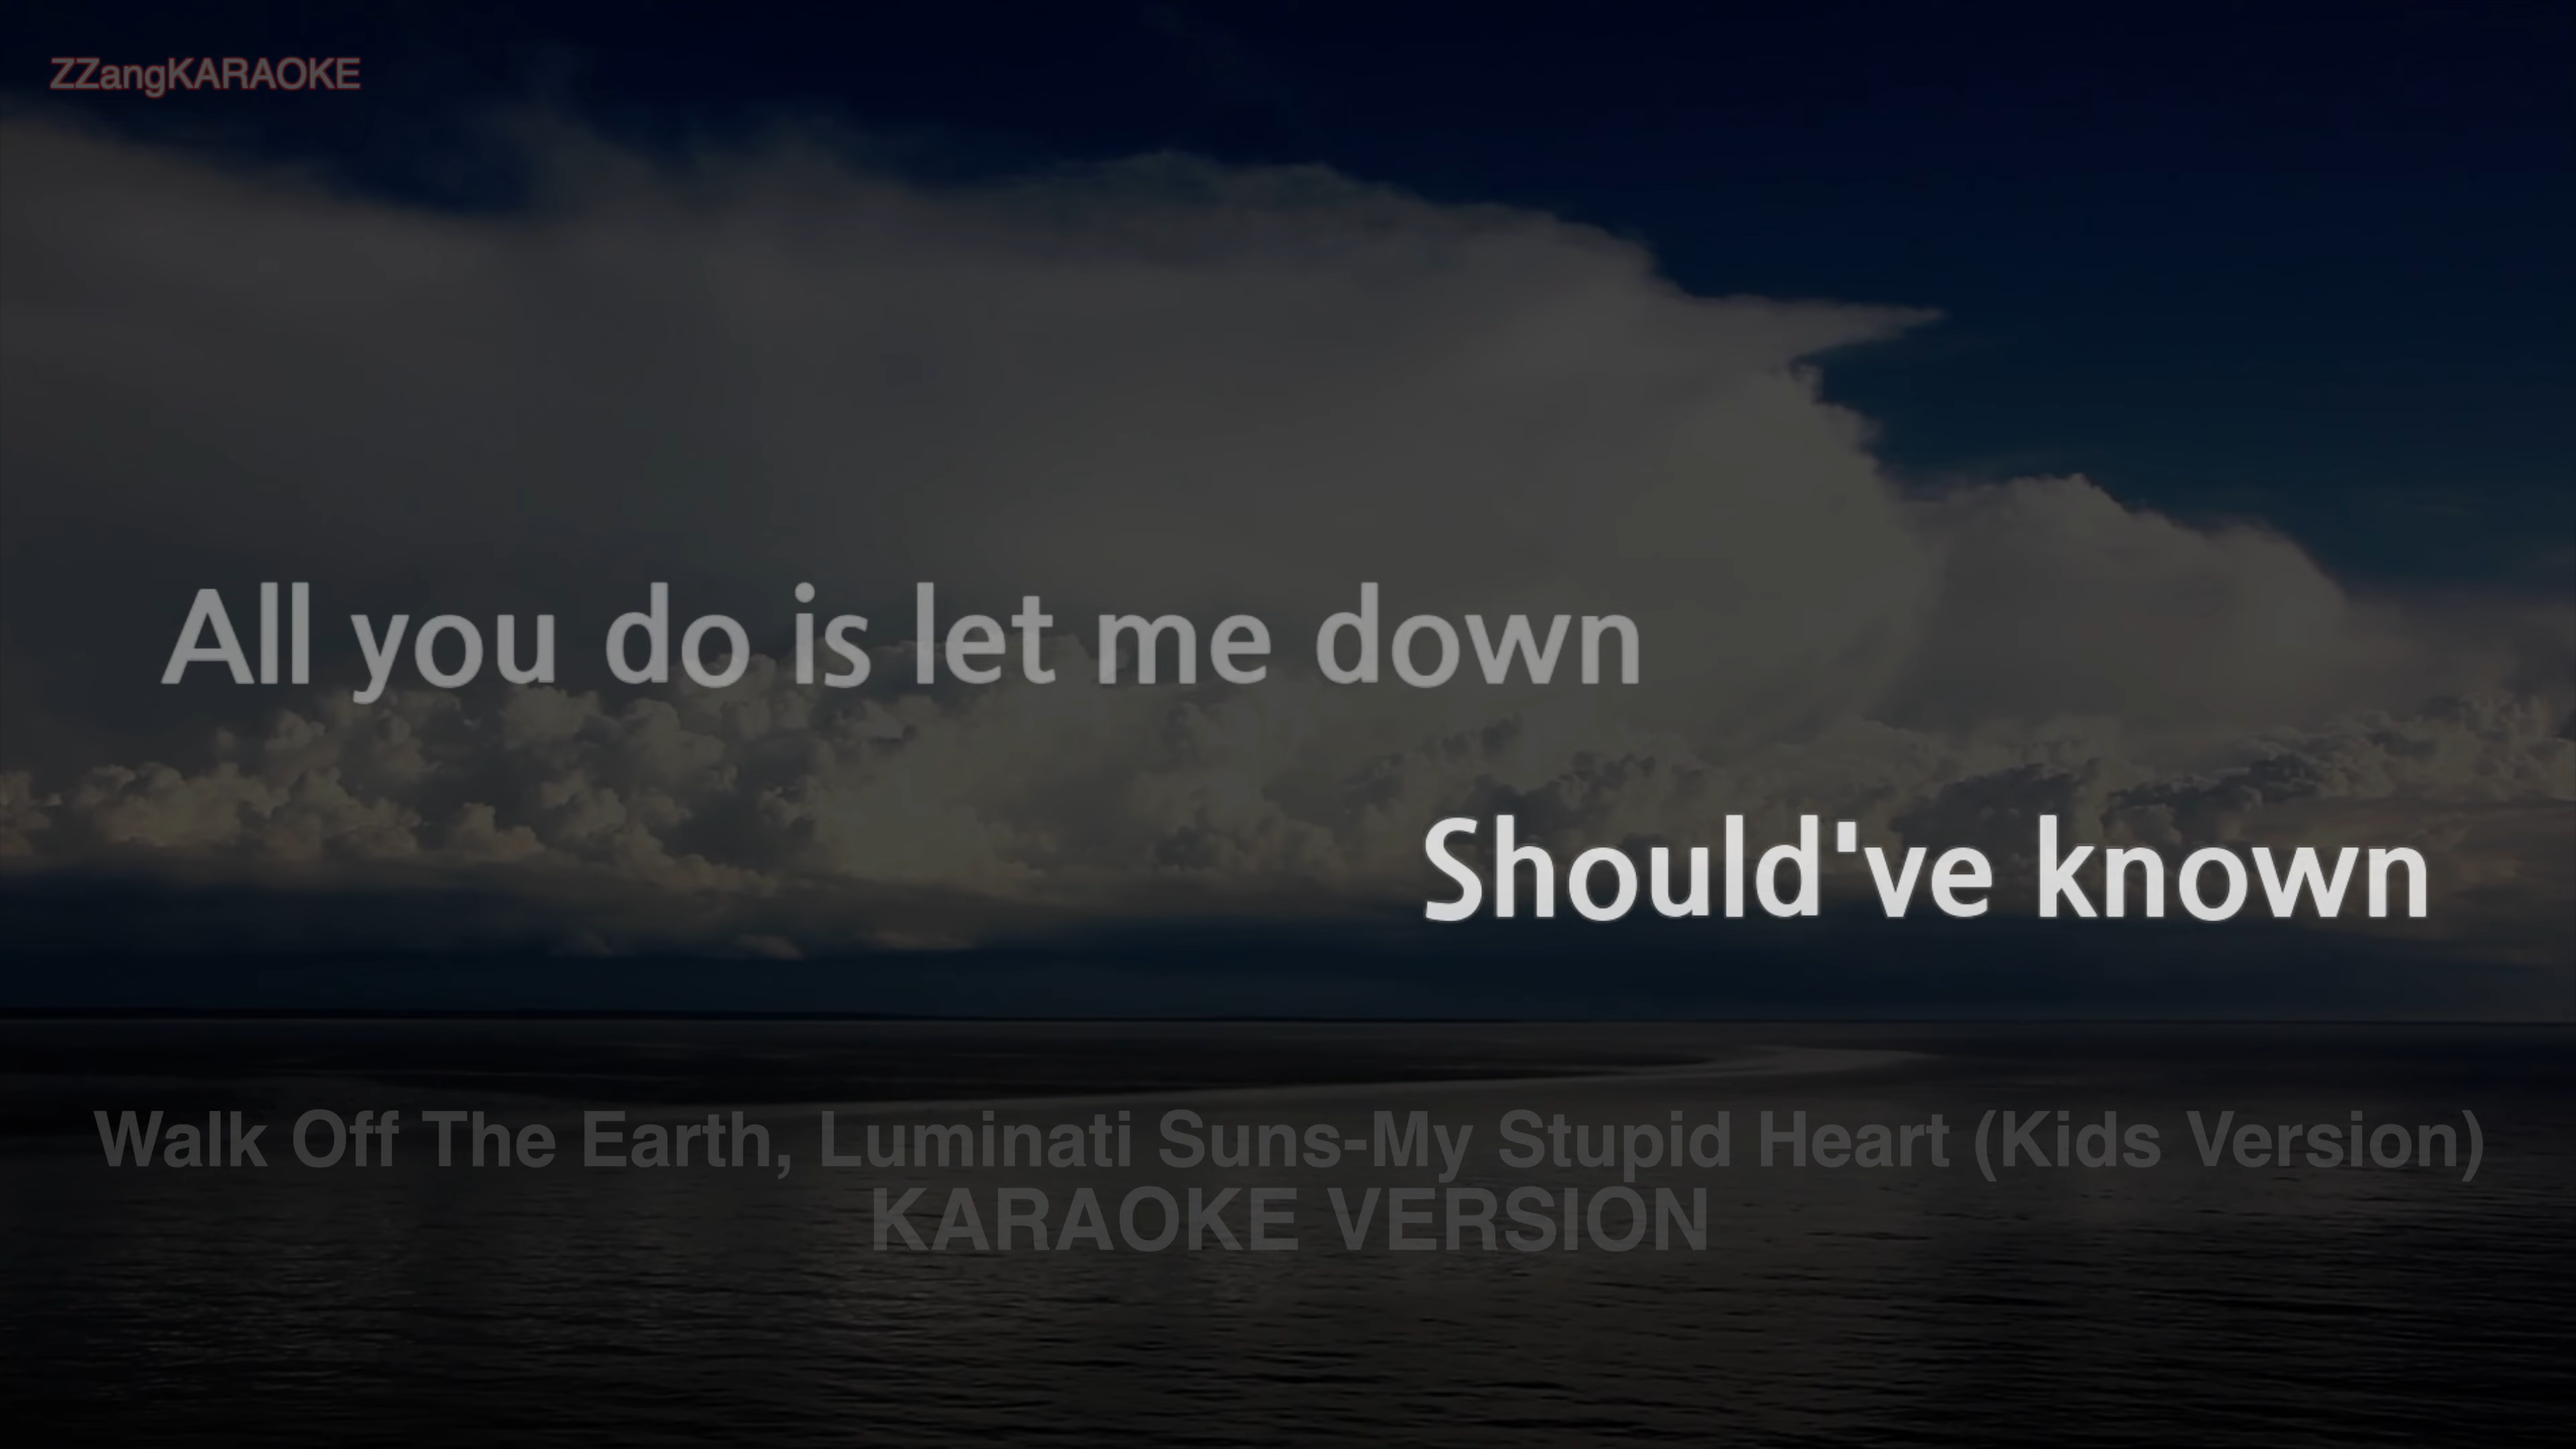 ZZangKARAOKE
All you do is let me down
Should've known
Walk Off The Earth, Luminati Suns-My Stupid Heart (Kids Version)
KARAOKE VERSION